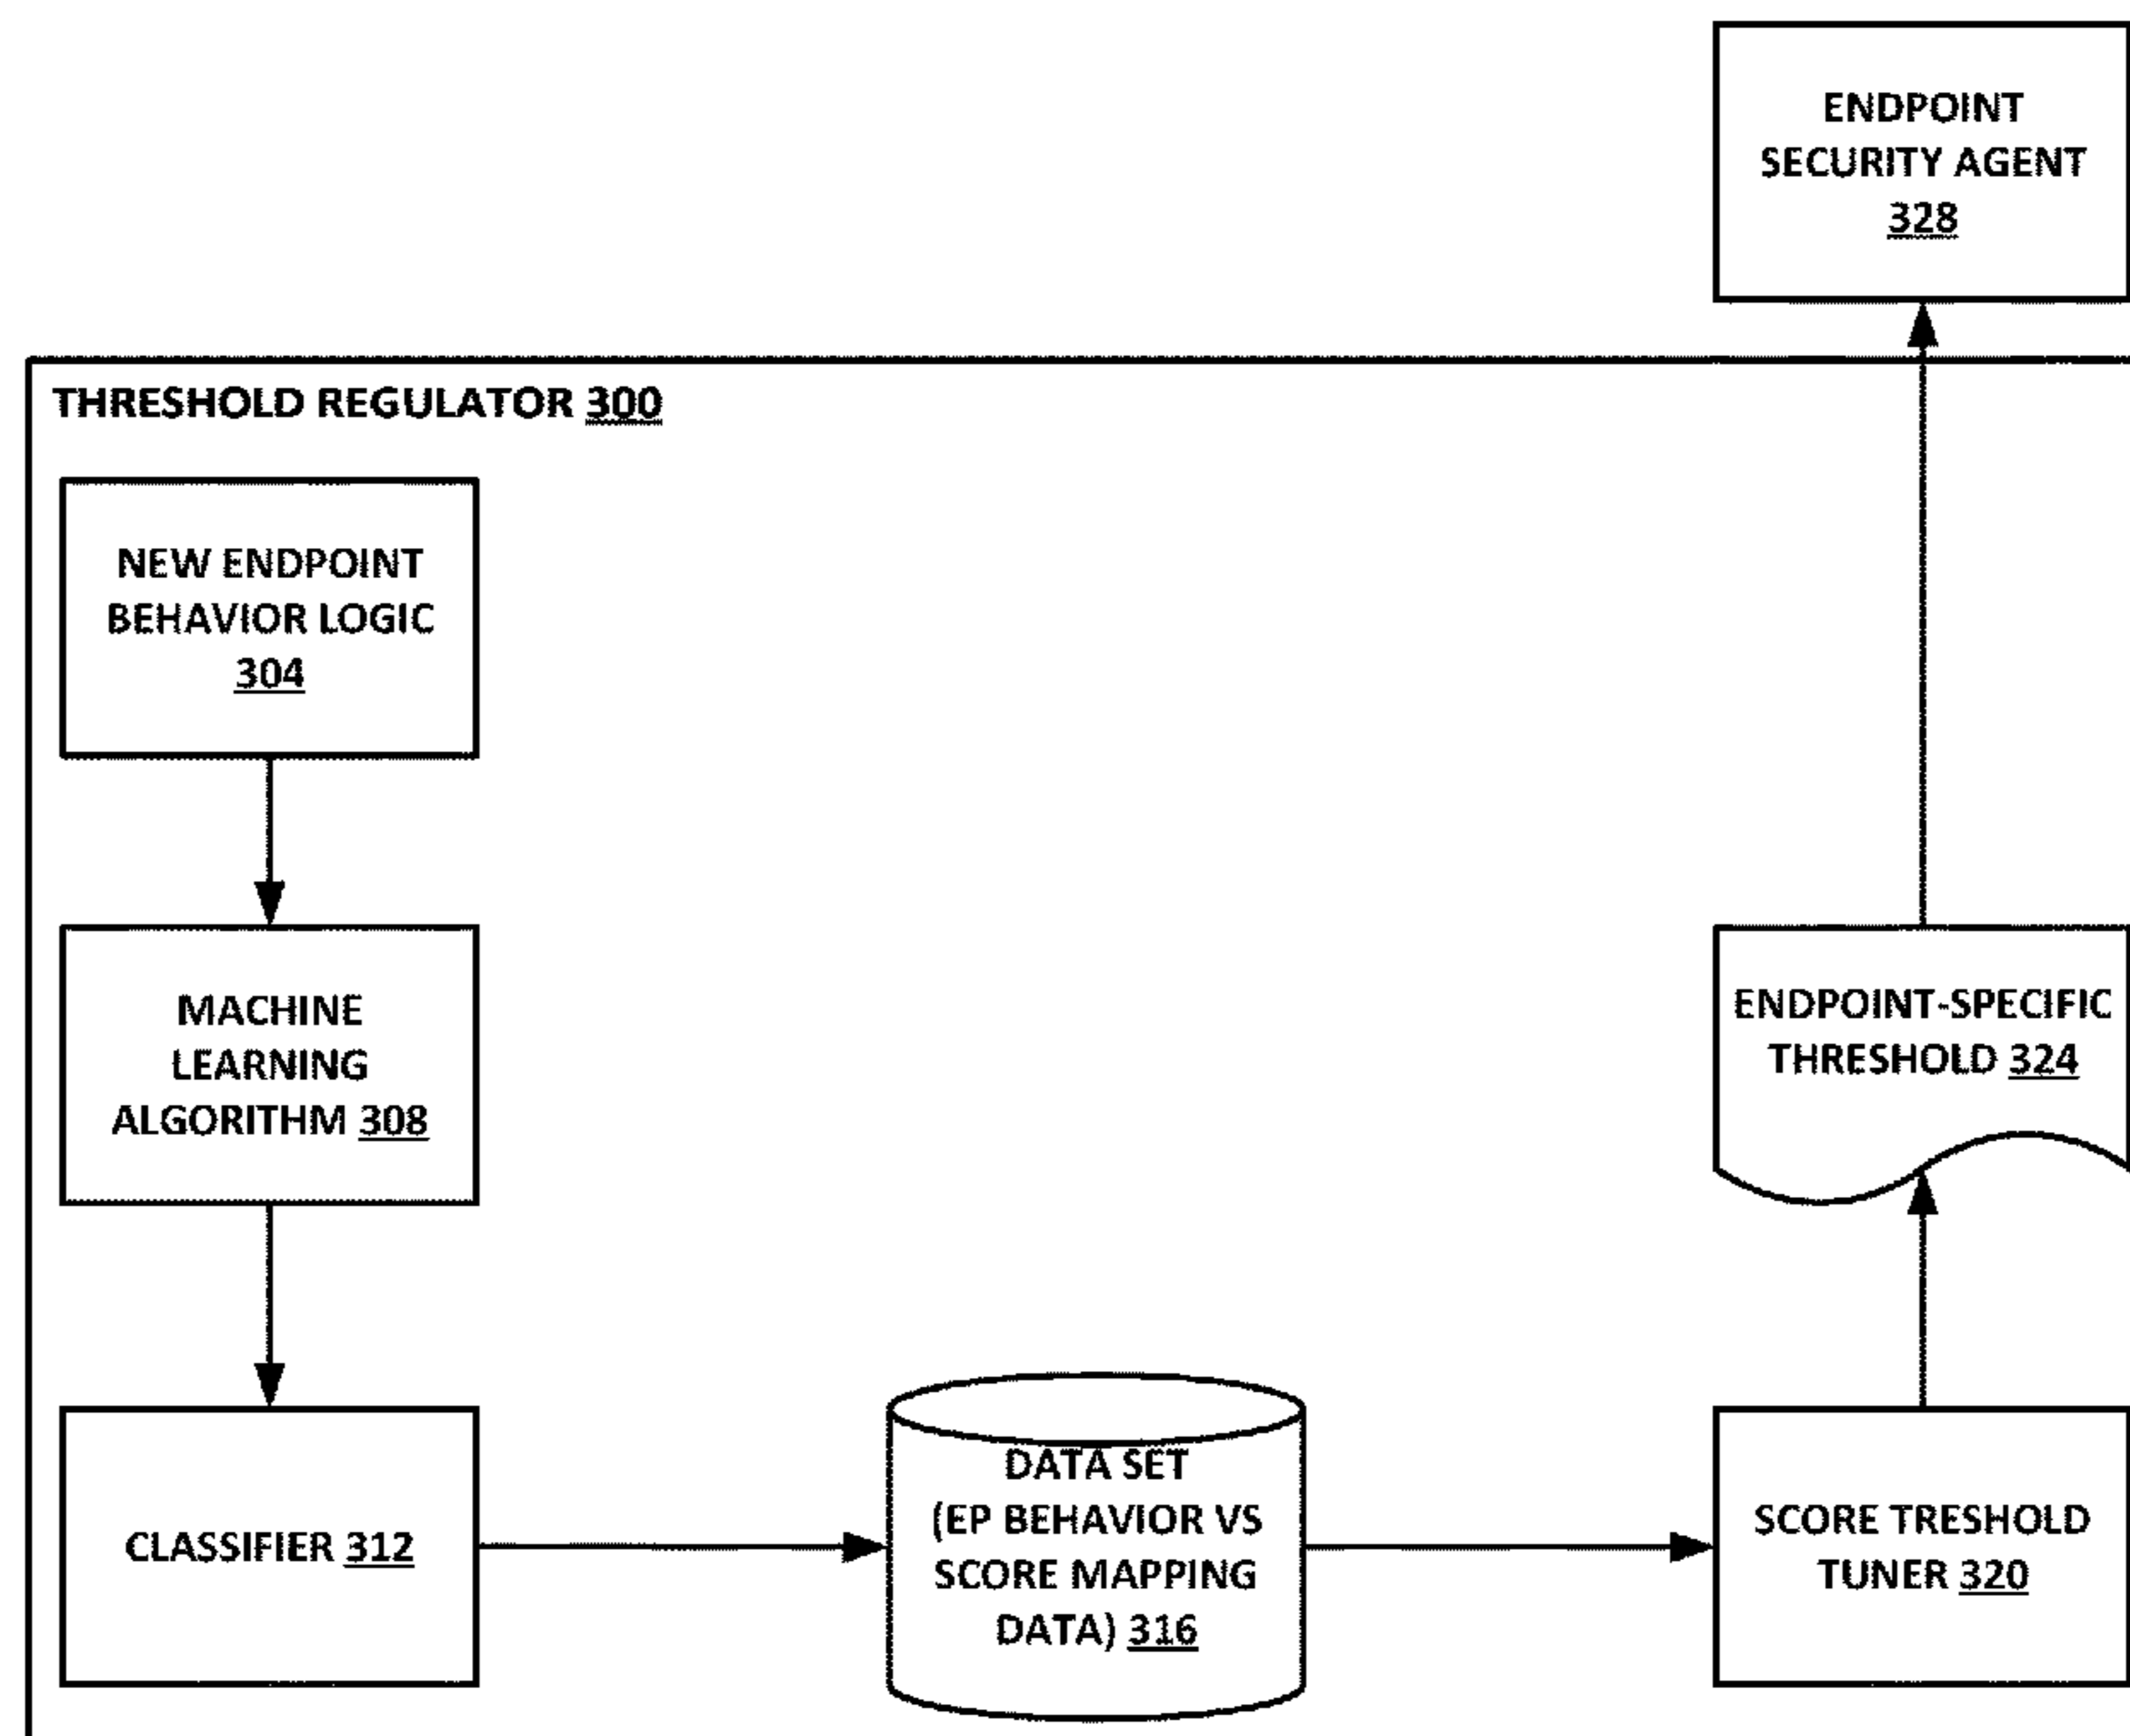 ENDPOINT
SECURITY AGENT
328
THRESHOLD REGULATOR 300
NEW ENDPOINT
BEHAVIOR LOGIC
304
MACHINE
LEARNING
ALGORITHM 308
ENDPOINT-SPECIFIC
THRESHOLD 324
CLASSIFIER 312
DATA SET
(EP BEHAVIOR VS
SCORE MAPPING
DATA) 316
SCORE TRESHOLD
TUNER 320